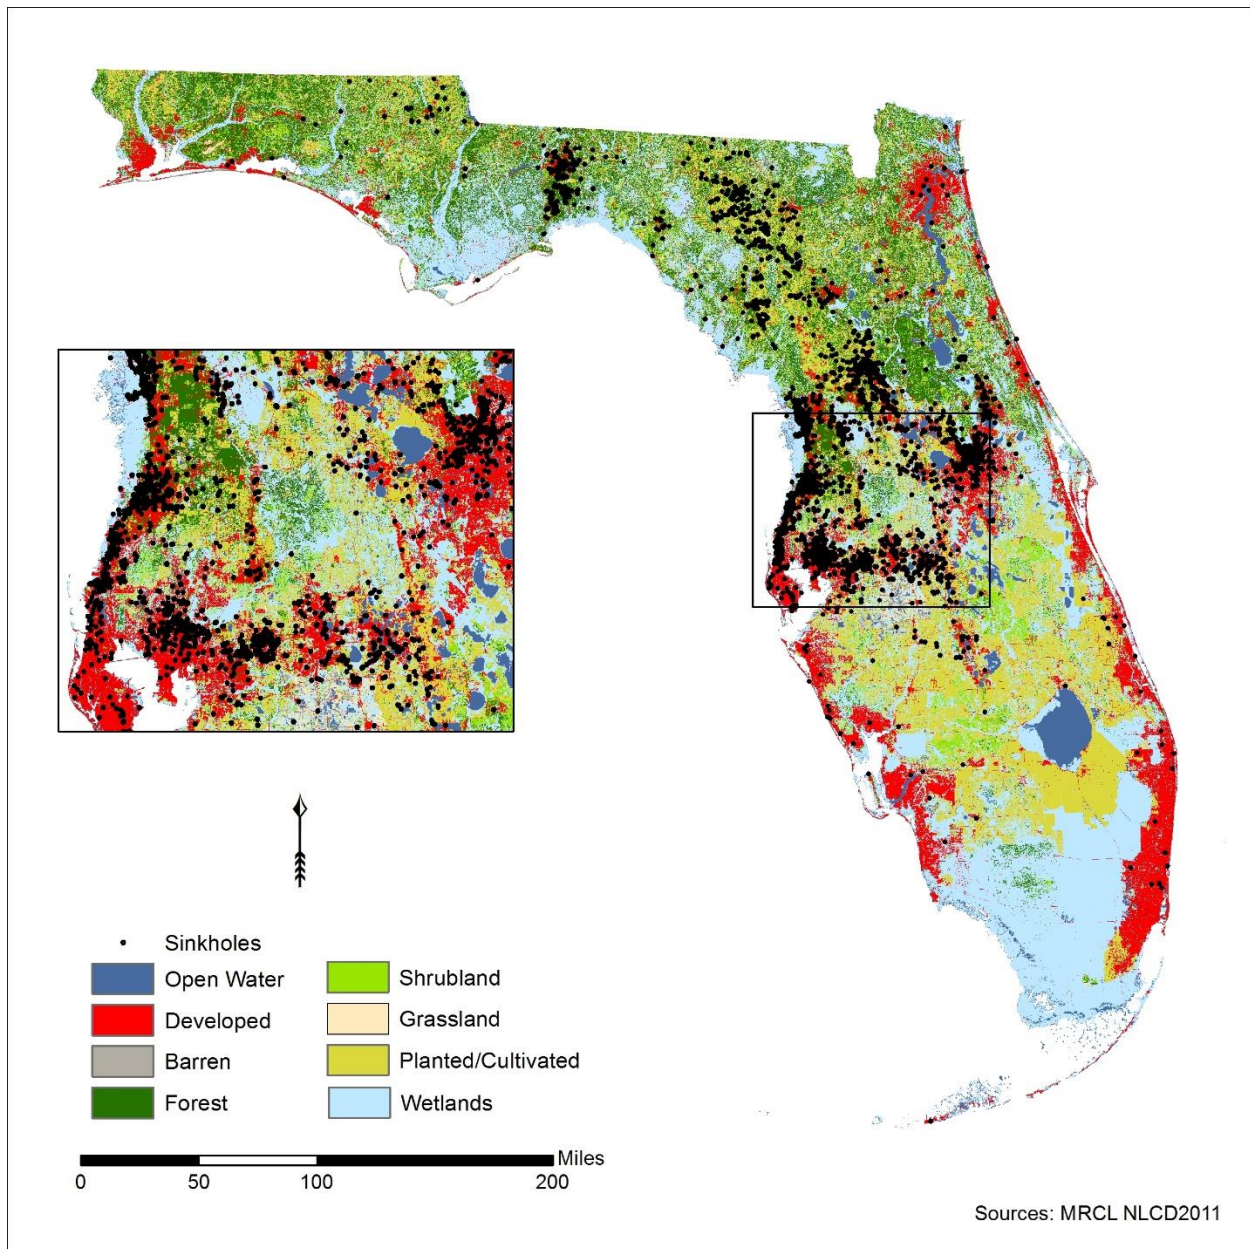 Sinkholes
Open Water
Developed
Barren
Forest
Shrubland
Grassland
Planted/Cultivated
Wetlands
Miles
0 50 100 200
Sources: MRCL NLCD2011